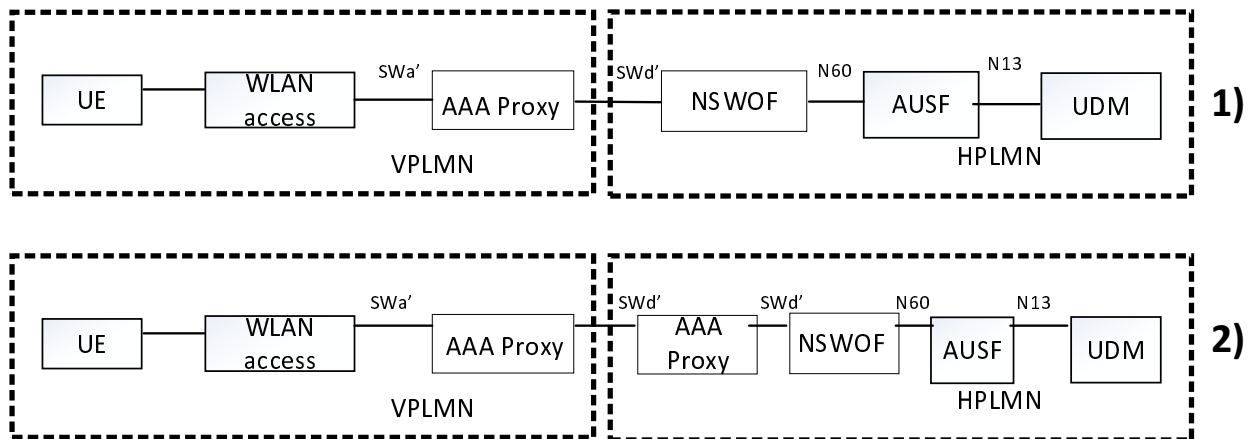 SWa’
SWd’
N60
N13
UE
WLAN
access
AAA Proxy
NSWOF
AUSF
UDM
1)
VPLMN
HPLMN
SWa’
SWd’
SWd’
N60
N13
UE
WLAN
access
AAA Proxy
AAA
Proxy
NSWOF
AUSF
UDM
2)
VPLMN
HPLMN